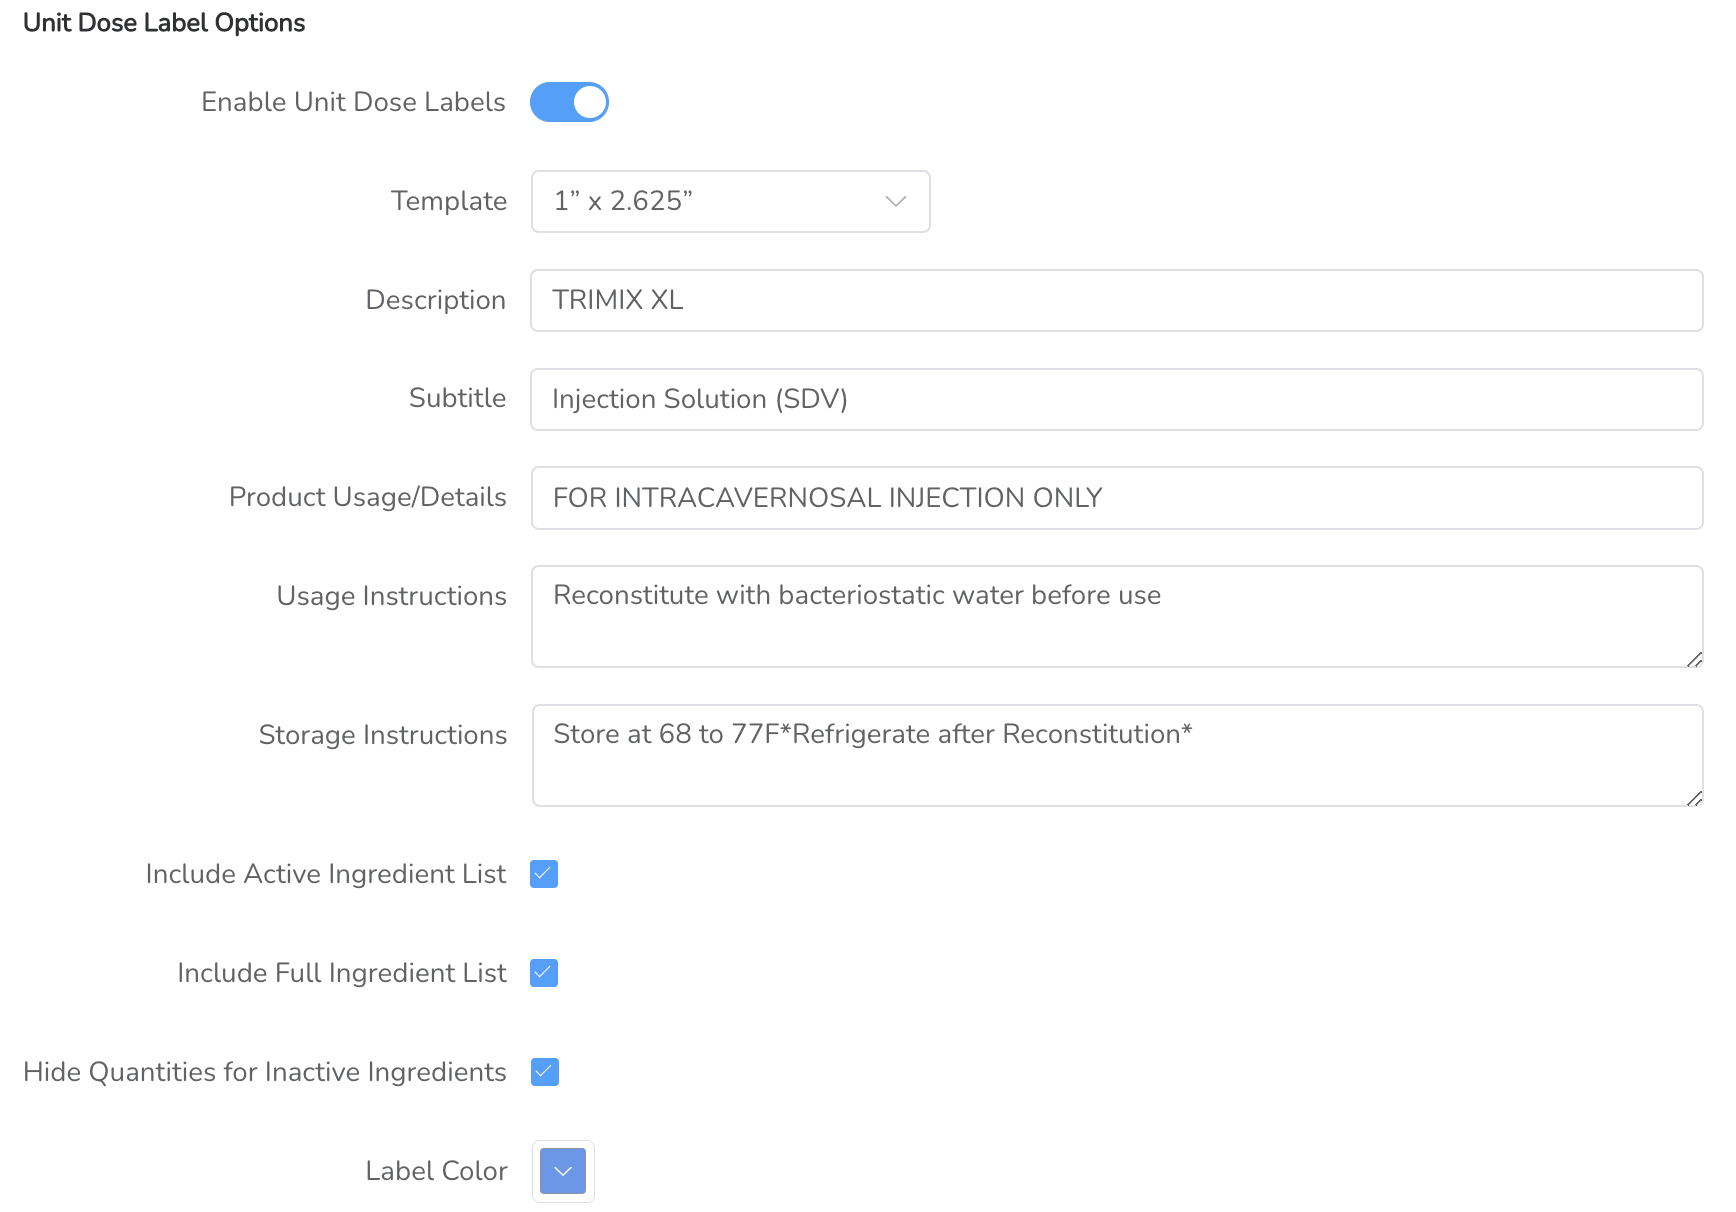 Unit Dose Label Options
Enable Unit Dose Labels
Template 1” x 2.625”
Description TRIMIX XL
Subtitle Injection Solution (SDV)
Product Usage/Details FOR INTRACAVERNOSAL INJECTION ONLY
Usage Instructions Reconstitute with bacteriostatic water before use
Storage Instructions Store at 68 to 77F*Refrigerate after Reconstitution*
Include Active Ingredient List
Include Full Ingredient List
Hide Quantities for Inactive Ingredients
Label Color